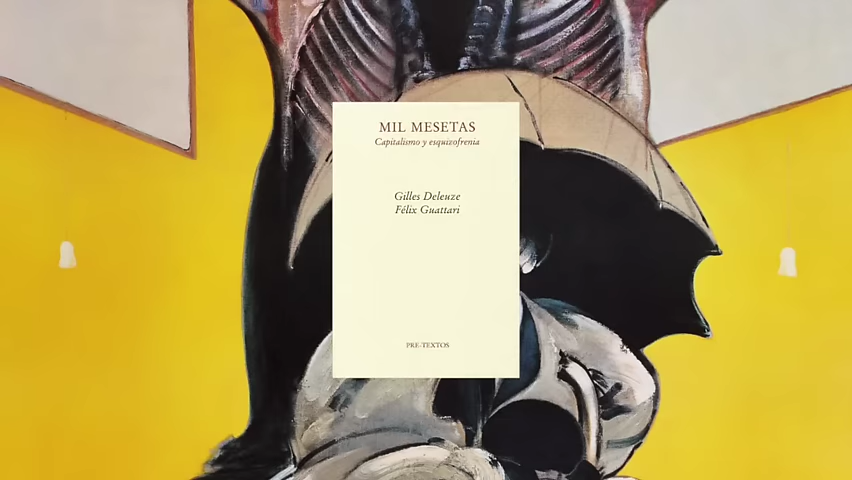 MIL MESETAS
Capitalismo y esquizofrenia
Gilles Deleuze
Félix Guattari
PRE-TEXTOS